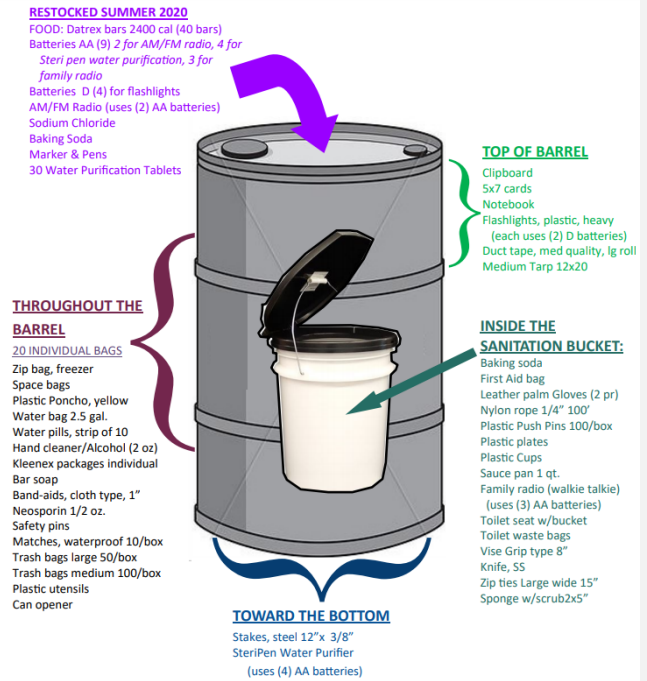 RESTOCKED SUMMER 2020
FOOD: Datrex bars 2400 cal (40 bars)
Batteries AA (9) 2 for AM/FM radio, 4 for
Steri pen water purification, 3 for
family radio
Batteries D (4) for flashlights
AM/FM Radio (uses (2) AA batteries)
Sodium Chloride
Baking Soda
Marker & Pens
30 Water Purification Tablets
TOP OF BARREL
Clipboard
5x7 cards
Notebook
Flashlights, plastic, heavy
(each uses (2) D batteries)
Duct tape, med quality, lg roll
Medium Tarp 12x20
THROUGHOUT THE
BARREL
20 INDIVIDUAL BAGS
Zip bag, freezer
Space bags
Plastic Poncho, yellow
Water bag 2.5 gal.
Water pills, strip of 10
Hand cleaner/Alcohol (2 oz)
Kleenex packages individual
Bar soap
Band-aids, cloth type, 1”
Neosporin 1/2 oz.
Safety pins
Matches, waterproof 10/box
Trash bags large 50/box
Trash bags medium 100/box
Plastic utensils
Can opener
INSIDE THE
SANITATION BUCKET:
Baking soda
First Aid bag
Leather palm Gloves (2 pr)
Nylon rope 1/4” 100’
Plastic Push Pins 100/box
Plastic plates
Plastic Cups
Sauce pan 1 qt.
Family radio (walkie talkie)
(uses (3) AA batteries)
Toilet seat w/bucket
Toilet waste bags
Vise Grip type 8”
Knife, SS
Zip ties Large wide 15”
Sponge w/scrub2x5”
TOWARD THE BOTTOM
Stakes, steel 12”x 3/8”
SteriPen Water Purifier
(uses (4) AA batteries)